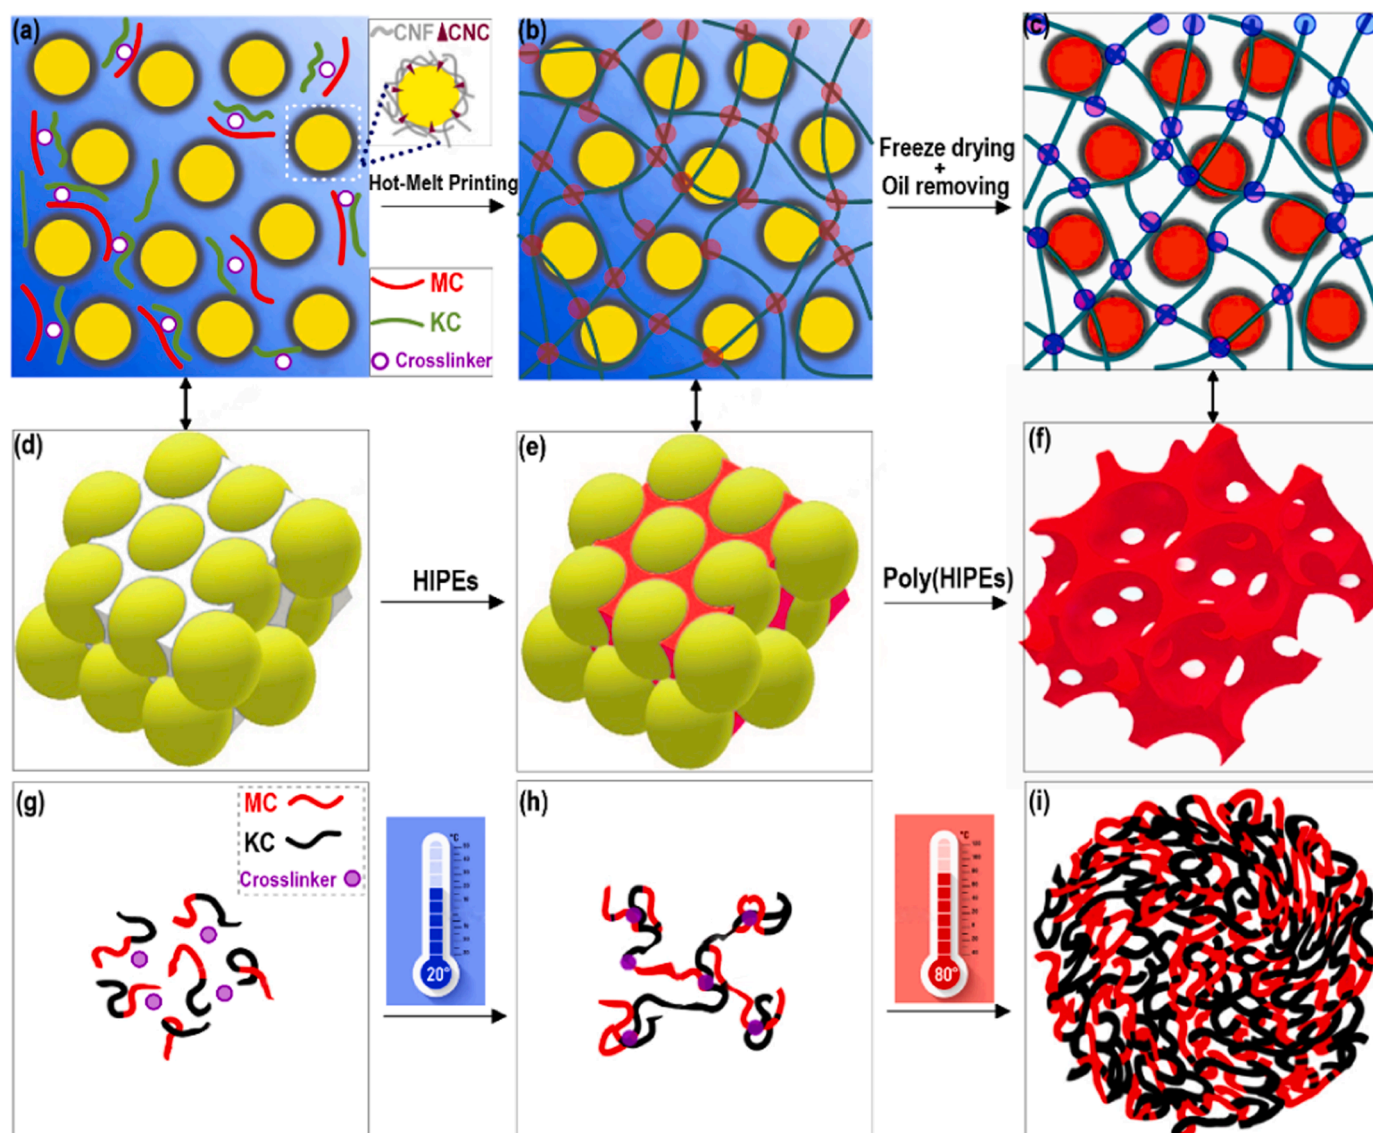 (a)
CNF CNC
(b)
(c)
Hot-Melt Printing
Freeze drying
+
Oil removing
MC
KC
Crosslinker
(d)
(e)
(f)
HIPEs
Poly(HIPEs)
(g)
MC
KC
Crosslinker
(h)
(i)
°C
20°
°C
80°